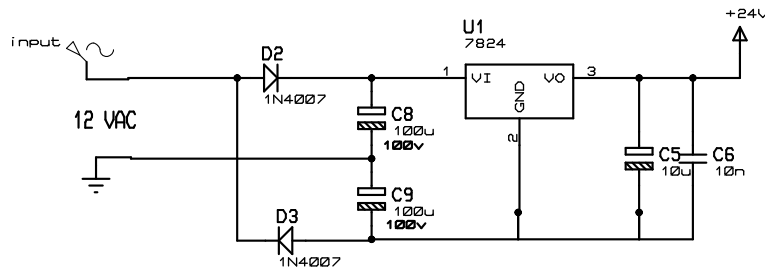 +24V
input
D2
1N4007
U1
7824
1
VI
VO
3
GND
2
12 VAC
C8
100u
100v
C5
10u
C6
10n
C9
100u
100v
D3
1N4007